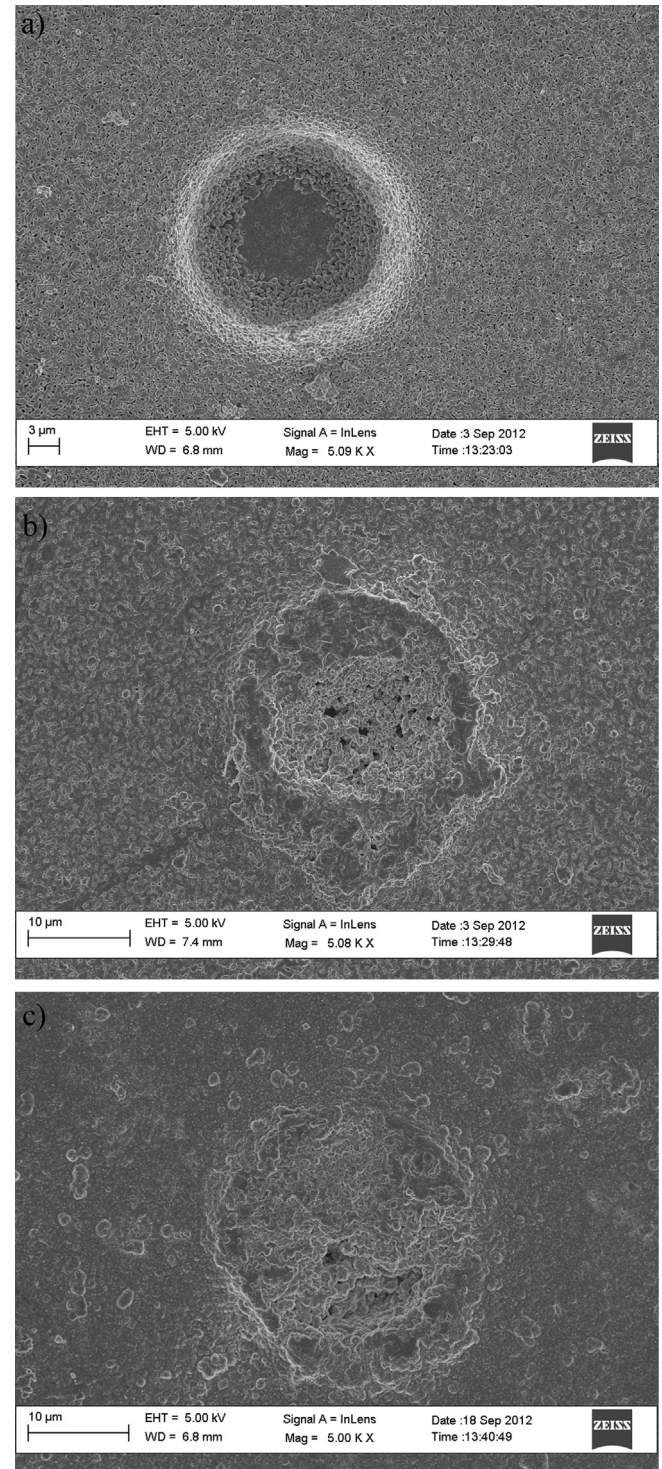 a)
3 µm
EHT = 5.00 kV
Signal A = InLens
Date :3 Sep 2012
ZEISS
WD = 6.8 mm
Mag = 5.09 K X
Time :13:23:03
b)
10 µm
EHT = 5.00 kV
Signal A = InLens
Date :3 Sep 2012
ZEISS
WD = 7.4 mm
Mag = 5.08 K X
Time :13:29:48
c)
10 µm
EHT = 5.00 kV
Signal A = InLens
Date :18 Sep 2012
ZEISS
WD = 6.8 mm
Mag = 5.00 K X
Time :13:40:49